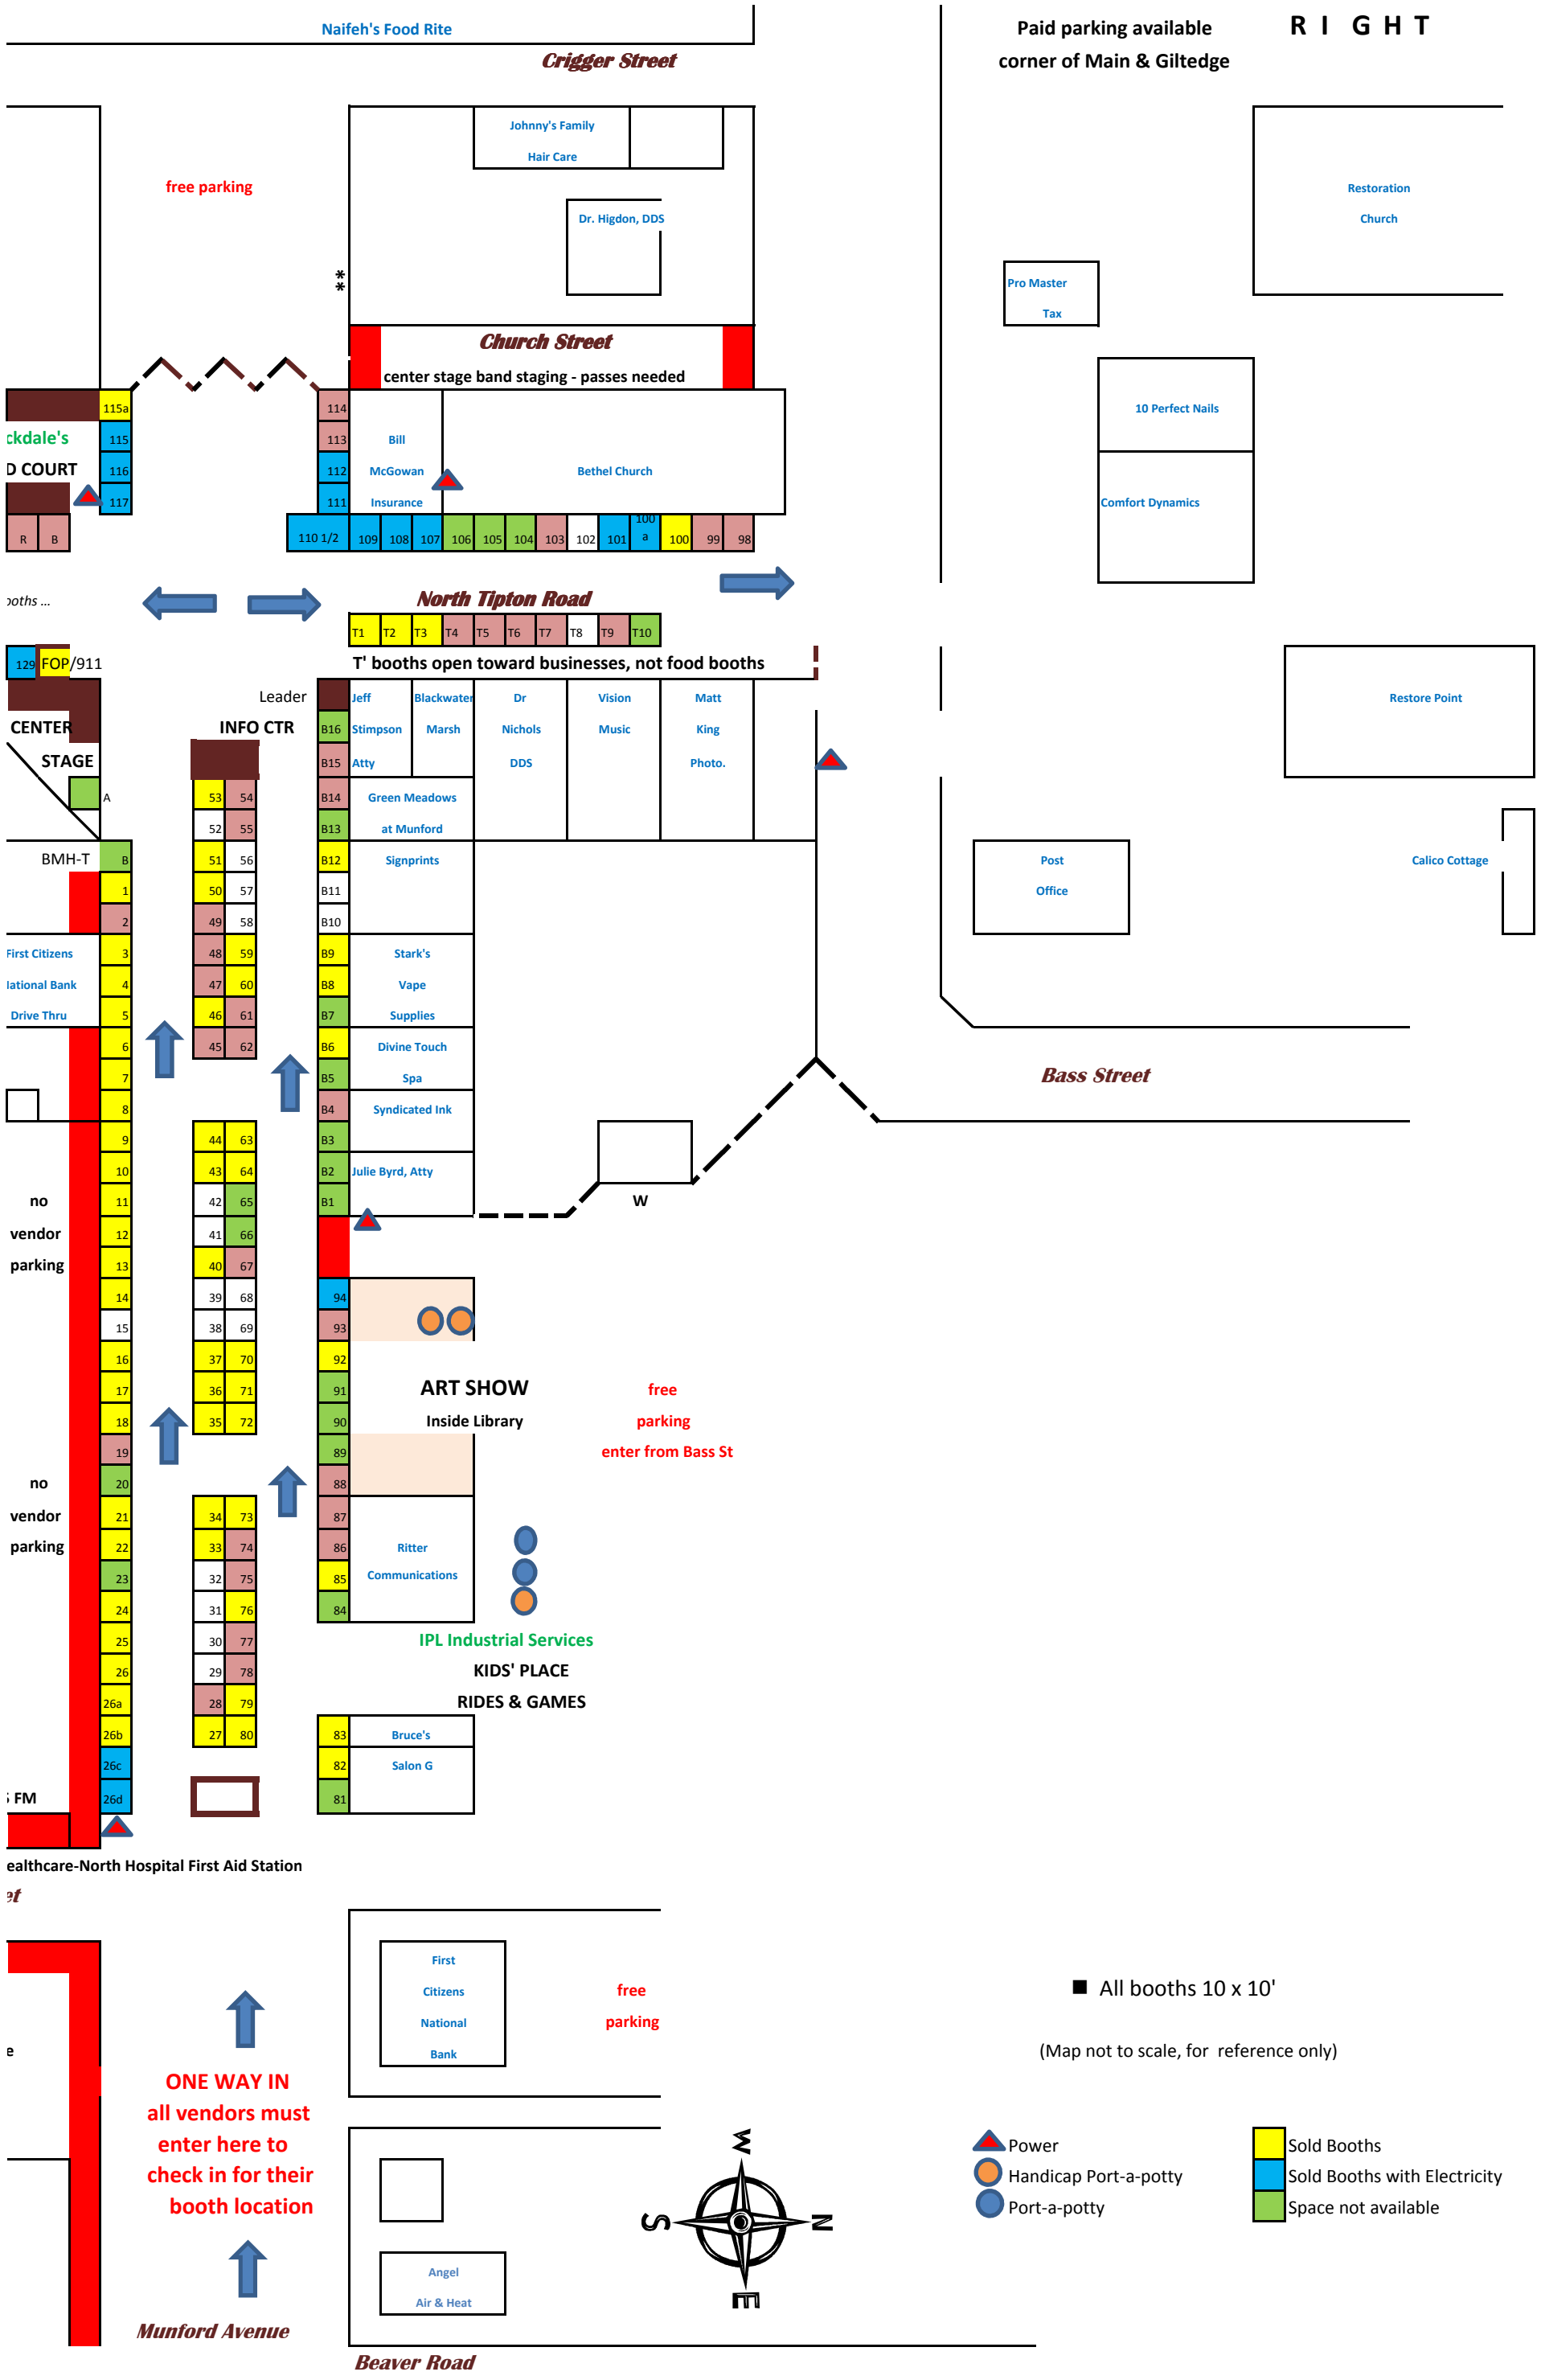 Naifeh's Food Rite
Paid parking available
R I G H T
Crigger Street
corner of Main & Giltedge
Johnny's Family
Hair Care
free parking
Restoration
Church
Dr. Higdon, DDS
**
Pro Master
Tax
Church Street
center stage band staging - passes needed
115a
114
10 Perfect Nails
ckdale's
115
113
Bill
D COURT
116
112
McGowan
Bethel Church
117
111
Insurance
Comfort Dynamics
R B
110 1/2 109 108 107 106 105 104 103 102 101 100a 100 99 98
ooths ...
North Tipton Road
T1 T2 T3 T4 T5 T6 T7 T8 T9 T10
129 FOP/911
T' booths open toward businesses, not food booths
Leader
Jeff Blackwater Dr Vision Matt
Restore Point
CENTER
INFO CTR
B16 Stimpson Marsh Nichols Music King
STAGE
B15 Atty DDS Photo.
A
53 54
B14 Green Meadows
52 55
B13 at Munford
BMH-T B
51 56
B12 Signprints
Post
Calico Cottage
1 50 57 B11
Office
2 49 58 B10
First Citizens 3 48 59 B9 Stark's
National Bank 4 47 60 B8 Vape
Drive Thru 5 46 61 B7 Supplies
6 45 62 B6 Divine Touch
7 B5 Spa
Bass Street
8 B4 Syndicated Ink
9 44 63 B3
10 43 64 B2 Julie Byrd, Atty
no 11 42 65 B1
W
vendor 12 41 66
parking 13 40 67
14 39 68 94
15 38 69 93
16 37 70 92
17 36 71 91 ART SHOW free
18 35 72 90 Inside Library parking
19 89 enter from Bass St
no 20 88
vendor 21 34 73 87
parking 22 33 74 86 Ritter
23 32 75 85 Communications
24 31 76 84
25 30 77 IPL Industrial Services
26 29 78 KIDS' PLACE
26a 28 79 RIDES & GAMES
26b 27 80 83 Bruce's
26c 82 Salon G
FM 26d 81
ealthcare-North Hospital First Aid Station
et
First
Citizens free
All booths 10 x 10'
National parking
Bank
e
(Map not to scale, for reference only)
ONE WAY IN
all vendors must
enter here to
check in for their
booth location
W
S N
E
Power
Handicap Port-a-potty
Port-a-potty
Sold Booths
Sold Booths with Electricity
Space not available
Angel
Air & Heat
Munford Avenue
Beaver Road